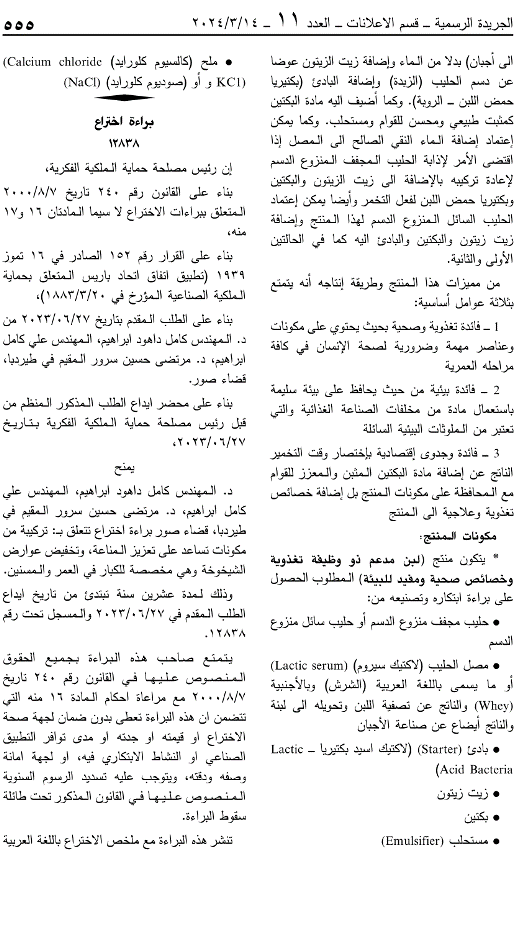 الجريدة الرسمية – قسم الاعلانات – العدد ١١ – ٢٠٢٤/٣/١٤
٥٥٥
الى أجبان) بدلا من الماء وإضافة زيت الزيتون عوضا
عن دسم الحليب (الزبدة) وإضافة البادئ (بكتيريا
حمض اللبن – الروبة). وكما أضيف اليه مادة البكتين
كمثبت طبيعي ومحسن للقوام ومستحلب. وكما يمكن
إعتماد إضافة الماء النقي الصالح الى المصل إذا
اقتضى الأمر لإذابة الحليب المجفف المنزوع الدسم
لإعادة تركيبه بالإضافة الى زيت الزيتون والبكتين
وبكتيريا حمض اللبن لفعل التخمر وأيضا يمكن إعتماد
الحليب السائل المنزوع الدسم لهذا المنتج وإضافة
زيت زيتون والبكتين والبادئ اليه كما في الحالتين
الأولى والثانية.
من مميزات هذا المنتج وطريقة إنتاجه أنه يتمتع
بثلاثة عوامل أساسية:
1 – فائدة تغذوية وصحية بحيث يحتوي على مكونات
وعناصر مهمة وضرورية لصحة الإنسان في كافة
مراحله العمرية
2 – فائدة بيئية من حيث يحافظ على بيئة سليمة
باستعمال مادة من مخلفات الصناعة الغذائية والتي
تعتبر من الملوثات البيئية السائلة
3 – فائدة وجدوى إقتصادية بإختصار وقت التخمير
الناتج عن إضافة مادة البكتين المثبن والمعزز للقوام
مع المحافظة على مكونات المنتج بل إضافة خصائص
تغذوية وعلاجية الى المنتج
مكونات المنتج:
* يتكون منتج (لبن مدعم ذو وظيفة تغذوية
وخصائص صحية ومفيد للبيئة) المطلوب الحصول
على براءة ابتكاره وتصنيعه من:
● حليب مجفف منزوع الدسم أو حليب سائل منزوع
الدسم
● مصل الحليب (لاكتيك سيروم) (Lactic serum)
أو ما يسمى باللغة العربية (الشرش) وبالأجنبية
(Whey) والناتج عن تصفية اللبن وتحويله الى لبنة
والناتج أيضاع عن صناعة الأجبان
● بادئ (Starter) (لاكتيك اسيد بكتيريا – Lactic
Acid Bacteria)
● زيت زيتون
● بكتين
● مستحلب (Emulsifier)
● ملح (كالسيوم كلورايد) (Calcium chloride
KC1) و أو (صوديوم كلورايد) (NaCl)
براءة اختراع
١٢٨٣٨
إن رئيس مصلحة حماية الملكية الفكرية،
بناء على القانون رقم ٢٤٠ تاريخ ٢٠٠٠/٨/٧
المتعلق ببراءات الاختراع لا سيما المادتان ١٦ و١٧
منه،
بناء على القرار رقم ١٥٢ الصادر في ١٦ تموز
١٩٣٩ (تطبيق اتفاق اتحاد باريس المتعلق بحماية
الملكية الصناعية المؤرخ في ١٨٨٣/٣/٢٠)،
بناء على الطلب المقدم بتاريخ ٢٠٢٣/٠٦/٢٧ من
د. المهندس كامل داهود ابراهيم، المهندس علي كامل
ابراهيم، د. مرتضى حسين سرور المقيم في طيردبا،
قضاء صور.
بناء على محضر ايداع الطلب المذكور المنظم من
قبل رئيس مصلحة حماية الملكية الفكرية بـتـاريـخ
٢٠٢٣/٠٦/٢٧،
يمنح
د. المهندس كامل داهود ابراهيم، المهندس علي
كامل ابراهيم، د. مرتضى حسين سرور المقيم في
طيردبا، قضاء صور براءة اختراع تتعلق بـ: تركيبة من
مكونات تساعد على تعزيز المناعة، وتخفيض عوارض
الشيخوخة وهي مخصصة للكبار في العمر والمسنين.
وذلك لمدة عشرين سنة تبتدئ من تاريخ ايداع
الطلب المقدم في ٢٠٢٣/٠٦/٢٧ والمسجل تحت رقم
١٢٨٣٨.
يتمتع صاحب هذه البراءة بجميع الحقوق
المنصوص عليها في القانون رقم ٢٤٠ تاريخ
٢٠٠٠/٨/٧ مع مراعاة احكام المادة ١٦ منه التي
تتضمن ان هذه البراءة تعطى بدون ضمان لجهة صحة
الاختراع او قيمته او جدته او مدى توافر التطبيق
الصناعي او النشاط الابتكاري فيه، او لجهة امانة
وصفه ودقته، ويتوجب عليه تسديد الرسوم السنوية
المنصوص عليها في القانون المذكور تحت طائلة
سقوط البراءة.
تنشر هذه البراءة مع ملخص الاختراع باللغة العربية